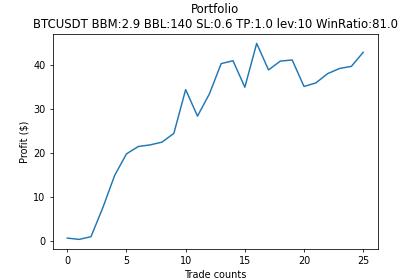 Portfolio
BTCUSDT BBM:2.9 BBL:140 SL:0.6 TP:1.0 lev:10 WinRatio:81.0
40
30
20
10
0
Profit ($)
0 5 10 15 20 25
Trade counts